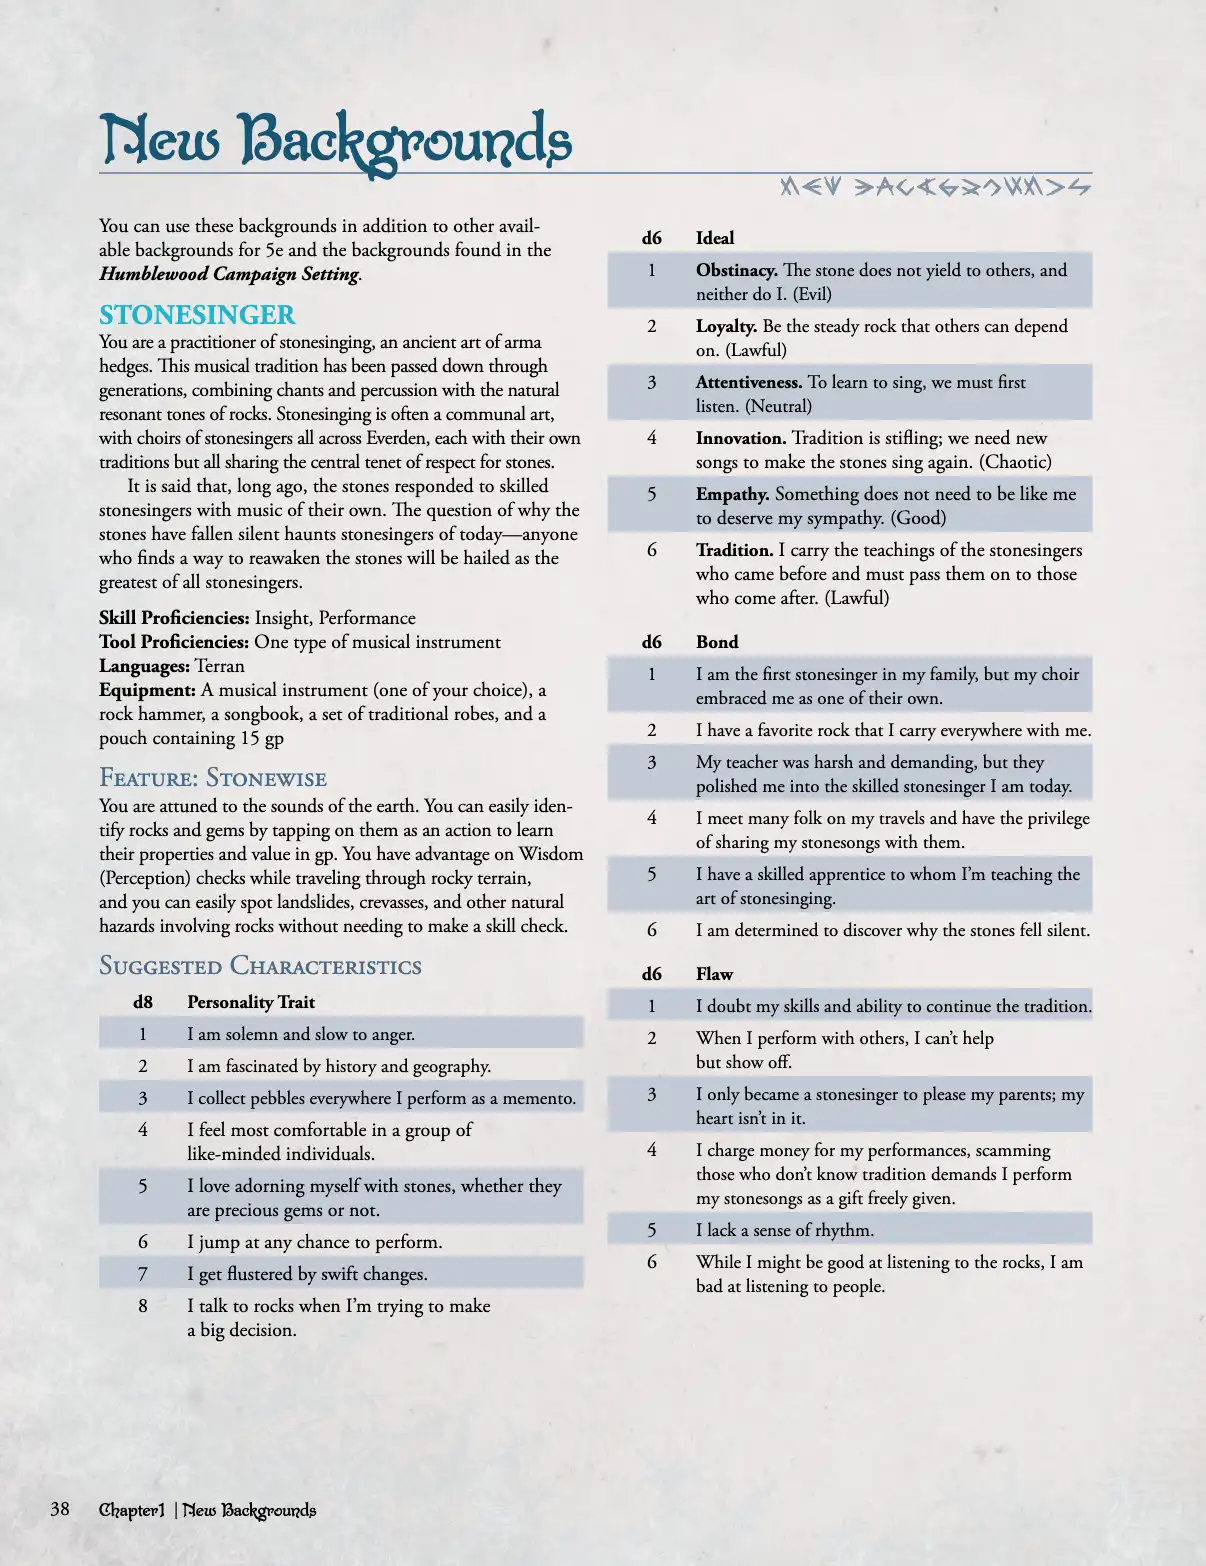 New Backgrounds
You can use these backgrounds in addition to other avail-
able backgrounds for 5e and the backgrounds found in the
Humblewood Campaign Setting.
STONESINGER
You are a practitioner of stonesinging, an ancient art of arma
hedges. This musical tradition has been passed down through
generations, combining chants and percussion with the natural
resonant tones of rocks. Stonesinging is often a communal art,
with choirs of stonesingers all across Everden, each with their own
traditions but all sharing the central tenet of respect for stones.
It is said that, long ago, the stones responded to skilled
stonesingers with music of their own. The question of why the
stones have fallen silent haunts stonesingers of today—anyone
who finds a way to reawaken the stones will be hailed as the
greatest of all stonesingers.
Skill Proficiencies: Insight, Performance
Tool Proficiencies: One type of musical instrument
Languages: Terran
Equipment: A musical instrument (one of your choice), a
rock hammer, a songbook, a set of traditional robes, and a
pouch containing 15 gp
Feature: Stonewise
You are attuned to the sounds of the earth. You can easily iden-
tify rocks and gems by tapping on them as an action to learn
their properties and value in gp. You have advantage on Wisdom
(Perception) checks while traveling through rocky terrain,
and you can easily spot landslides, crevasses, and other natural
hazards involving rocks without needing to make a skill check.
Suggested Characteristics
d8 Personality Trait
1 I am solemn and slow to anger.
2 I am fascinated by history and geography.
3 I collect pebbles everywhere I perform as a memento.
4 I feel most comfortable in a group of
like-minded individuals.
5 I love adorning myself with stones, whether they
are precious gems or not.
6 I jump at any chance to perform.
7 I get flustered by swift changes.
8 I talk to rocks when I'm trying to make
a big decision.
d6 Ideal
1 Obstinacy. The stone does not yield to others, and
neither do I. (Evil)
2 Loyalty. Be the steady rock that others can depend
on. (Lawful)
3 Attentiveness. To learn to sing, we must first
listen. (Neutral)
4 Innovation. Tradition is stifling; we need new
songs to make the stones sing again. (Chaotic)
5 Empathy. Something does not need to be like me
to deserve my sympathy. (Good)
6 Tradition. I carry the teachings of the stonesingers
who came before and must pass them on to those
who come after. (Lawful)
d6 Bond
1 I am the first stonesinger in my family, but my choir
embraced me as one of their own.
2 I have a favorite rock that I carry everywhere with me.
3 My teacher was harsh and demanding, but they
polished me into the skilled stonesinger I am today.
4 I meet many folk on my travels and have the privilege
of sharing my stonesongs with them.
5 I have a skilled apprentice to whom I'm teaching the
art of stonesinging.
6 I am determined to discover why the stones fell silent.
d6 Flaw
1 I doubt my skills and ability to continue the tradition.
2 When I perform with others, I can't help
but show off.
3 I only became a stonesinger to please my parents; my
heart isn't in it.
4 I charge money for my performances, scamming
those who don't know tradition demands I perform
my stonesongs as a gift freely given.
5 I lack a sense of rhythm.
6 While I might be good at listening to the rocks, I am
bad at listening to people.
38 Chapter1 | New Backgrounds